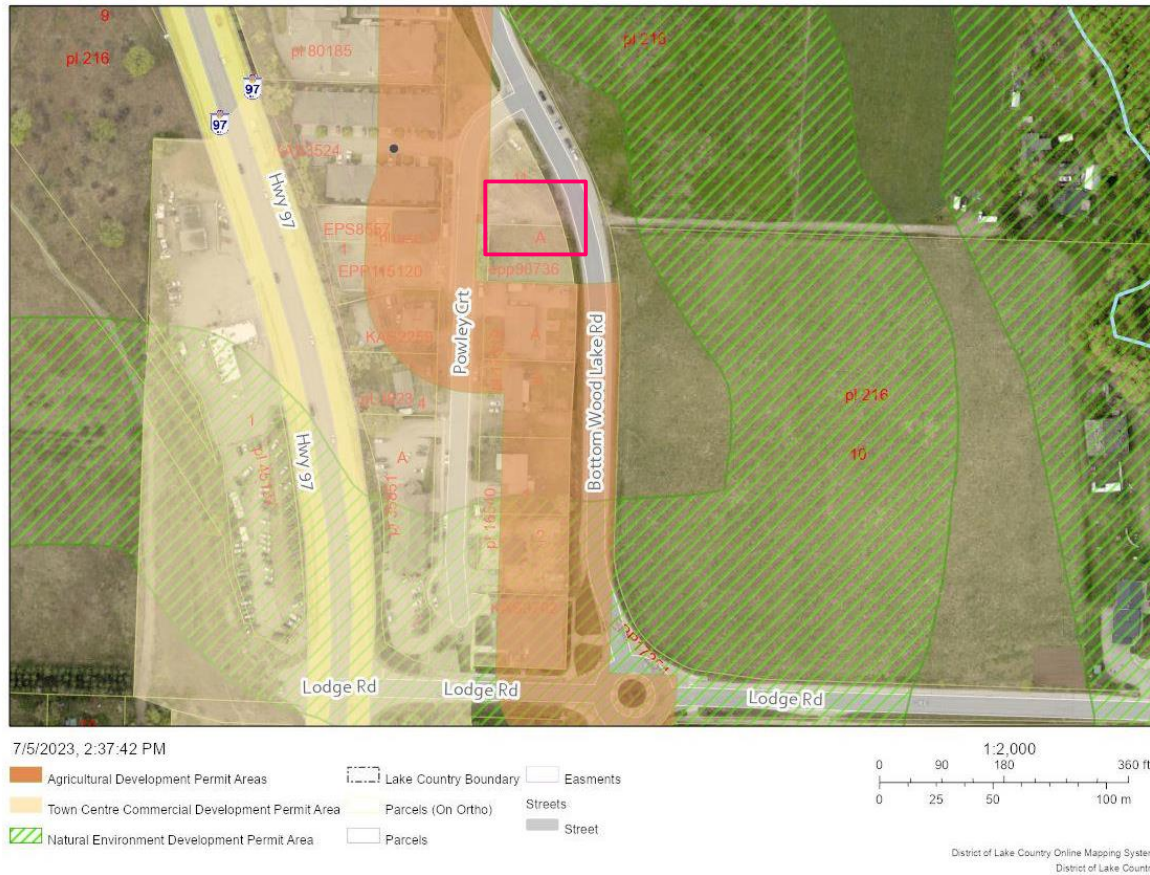 9
pl 216
pl 80185
pl 216
97
97
Hwy 97
Powley Crt
A
EPS8557
1
EPP115120
epp90736
A
Bottom Wood Lake Rd
pl 216
10
4
A
Hwy 97
Lodge Rd
Lodge Rd
Lodge Rd
7/5/2023, 2:37:42 PM
Agricultural Development Permit Areas
Town Centre Commercial Development Permit Area
Natural Environment Development Permit Area
Lake Country Boundary
Parcels (On Ortho)
Parcels
Easments
Streets
Street
1:2,000
0 90 180 360 ft
0 25 50 100 m
District of Lake Country Online Mapping System
District of Lake Country